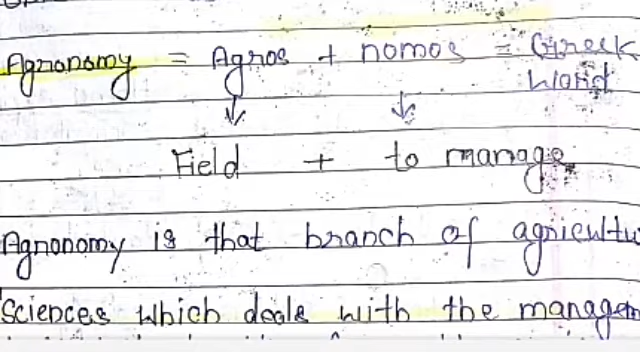 Agronomy = Agros + nomos = Greek
word
↓ ↓
Field + to manage
Agronomy is that branch of agricultu
Sciences which deals with the managem